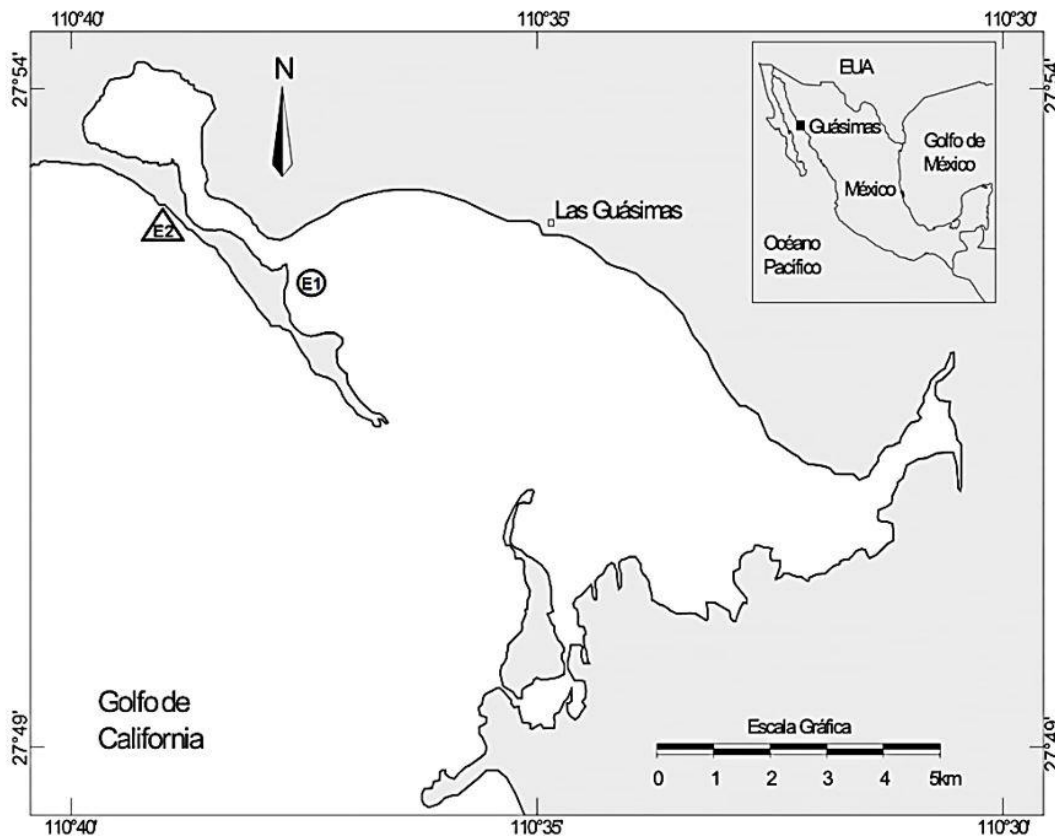 110°40'
110°35'
110°30'
27°54'
27°54'
N
EUA
Guásimas
Golfo de
México
México
Océano
Pacífico
Las Guásimas
E2
E1
Golfo de
California
Escala Gráfica
0 1 2 3 4 5km
27°49'
27°49'
110°40'
110°35'
110°30'